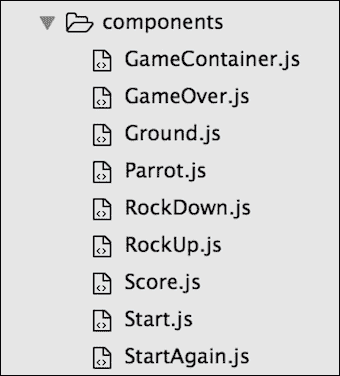 components
GameContainer.js
GameOver.js
Ground.js
Parrot.js
RockDown.js
RockUp.js
Score.js
Start.js
StartAgain.js